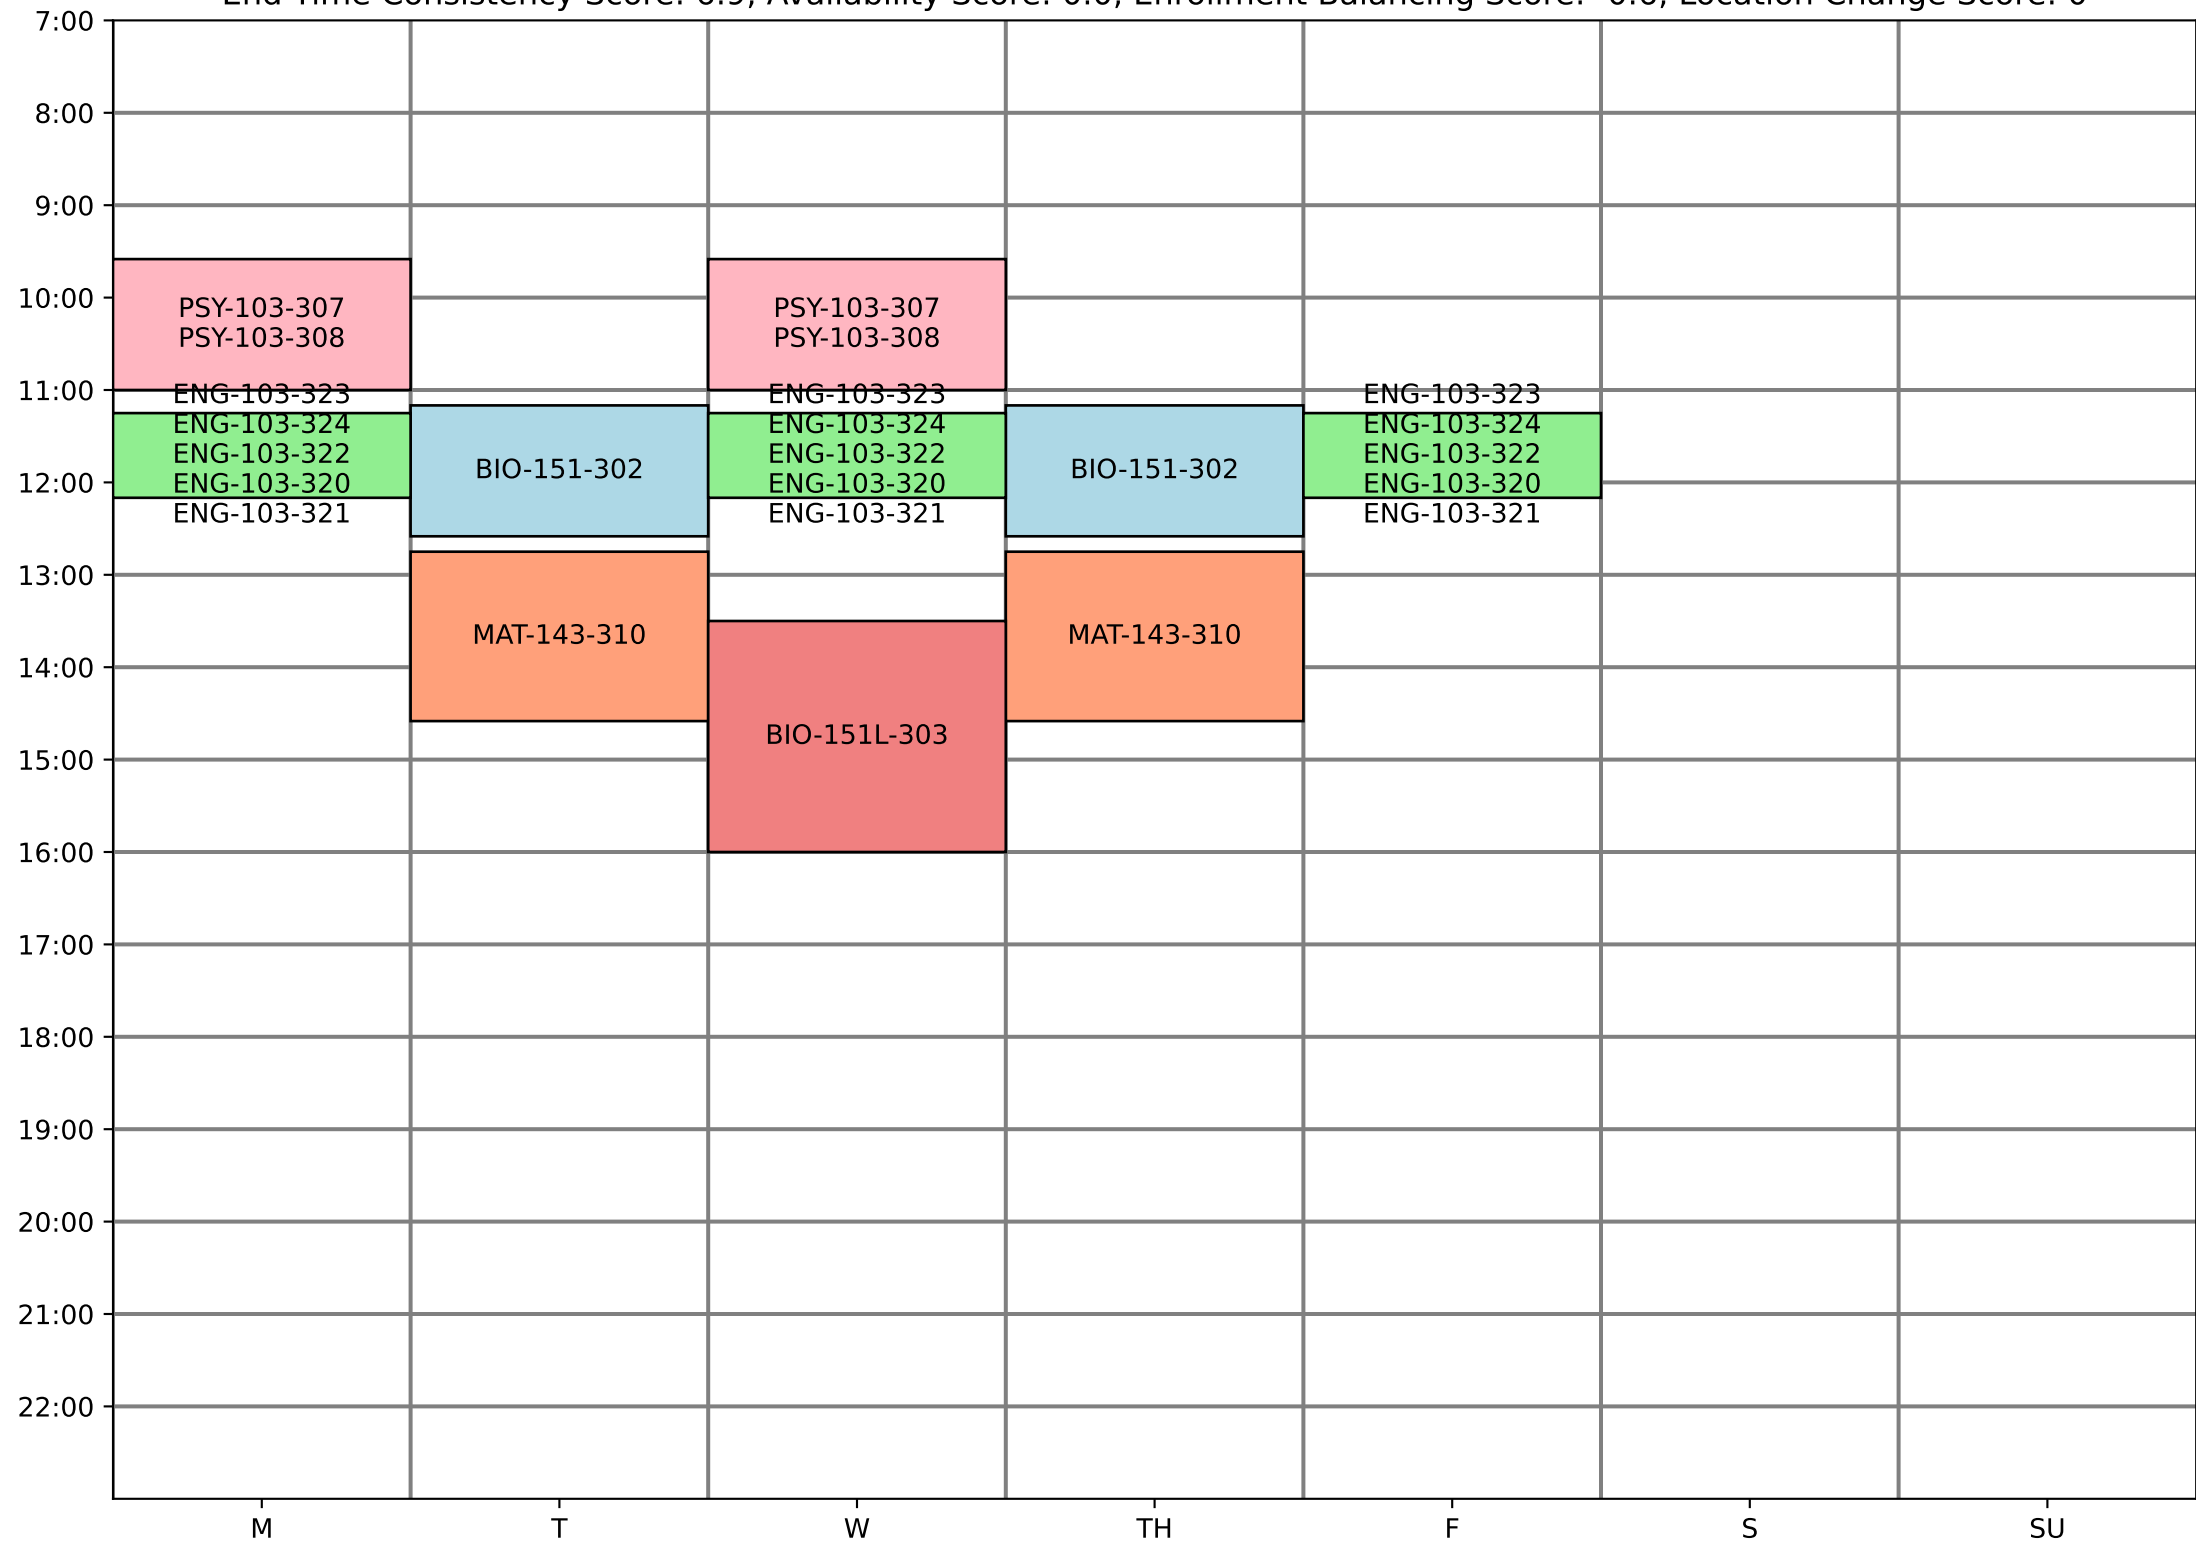 7:00
8:00
9:00
10:00
11:00
12:00
13:00
14:00
15:00
16:00
17:00
18:00
19:00
20:00
21:00
22:00
PSY-103-307
PSY-103-308
ENG-103-323
ENG-103-324
ENG-103-322
ENG-103-320
ENG-103-321
BIO-151-302
MAT-143-310
PSY-103-307
PSY-103-308
ENG-103-323
ENG-103-324
ENG-103-322
ENG-103-320
ENG-103-321
BIO-151L-303
BIO-151-302
MAT-143-310
ENG-103-323
ENG-103-324
ENG-103-322
ENG-103-320
ENG-103-321
M
T
W
TH
F
S
SU